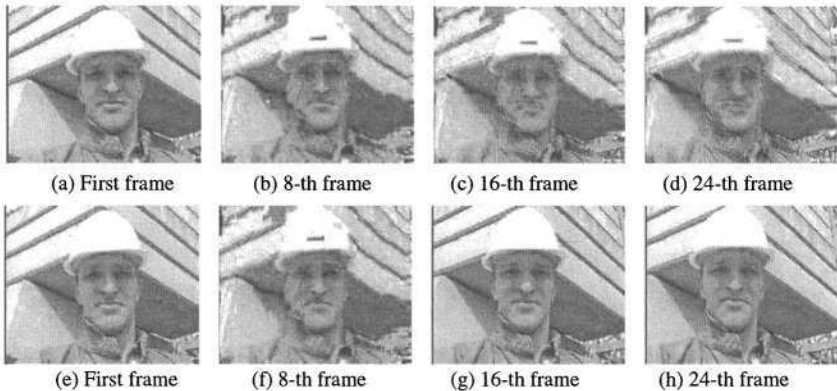 (a) First frame
(b) 8-th frame
(c) 16-th frame
(d) 24-th frame
(e) First frame
(f) 8-th frame
(g) 16-th frame
(h) 24-th frame